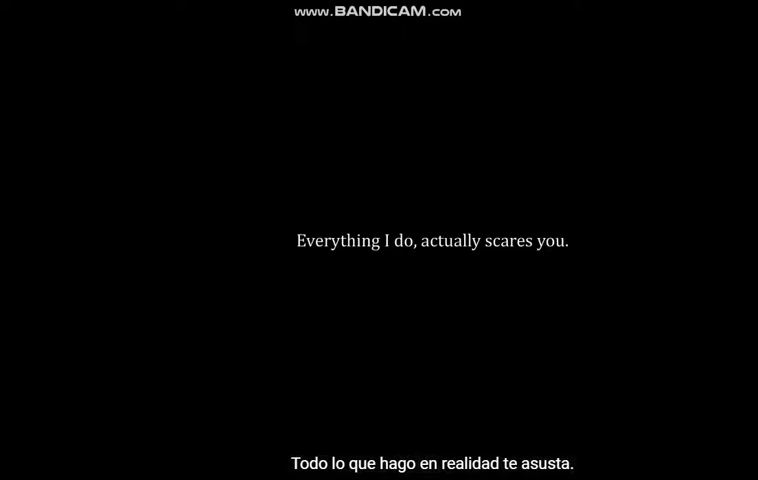 www.BANDICAM.com
Everything I do, actually scares you.
Todo lo que hago en realidad te asusta.